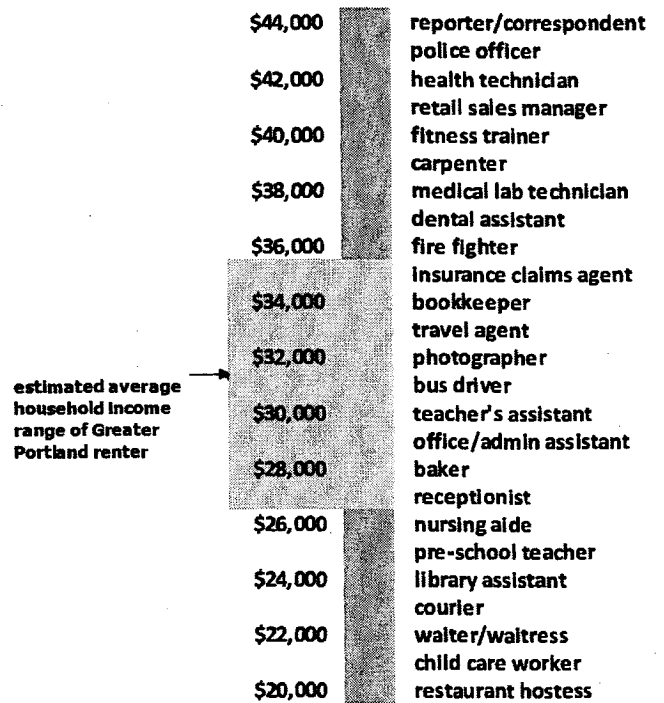 $44,000 reporter/correspondent
police officer
$42,000 health technician
retail sales manager
$40,000 fitness trainer
carpenter
$38,000 medical lab technician
dental assistant
$36,000 fire fighter
insurance claims agent
$34,000 bookkeeper
travel agent
$32,000 photographer
bus driver
$30,000 teacher's assistant
office/admin assistant
$28,000 baker
receptionist
$26,000 nursing aide
pre-school teacher
$24,000 library assistant
courier
$22,000 waiter/waitress
child care worker
$20,000 restaurant hostess
estimated average
household income
range of Greater
Portland renter